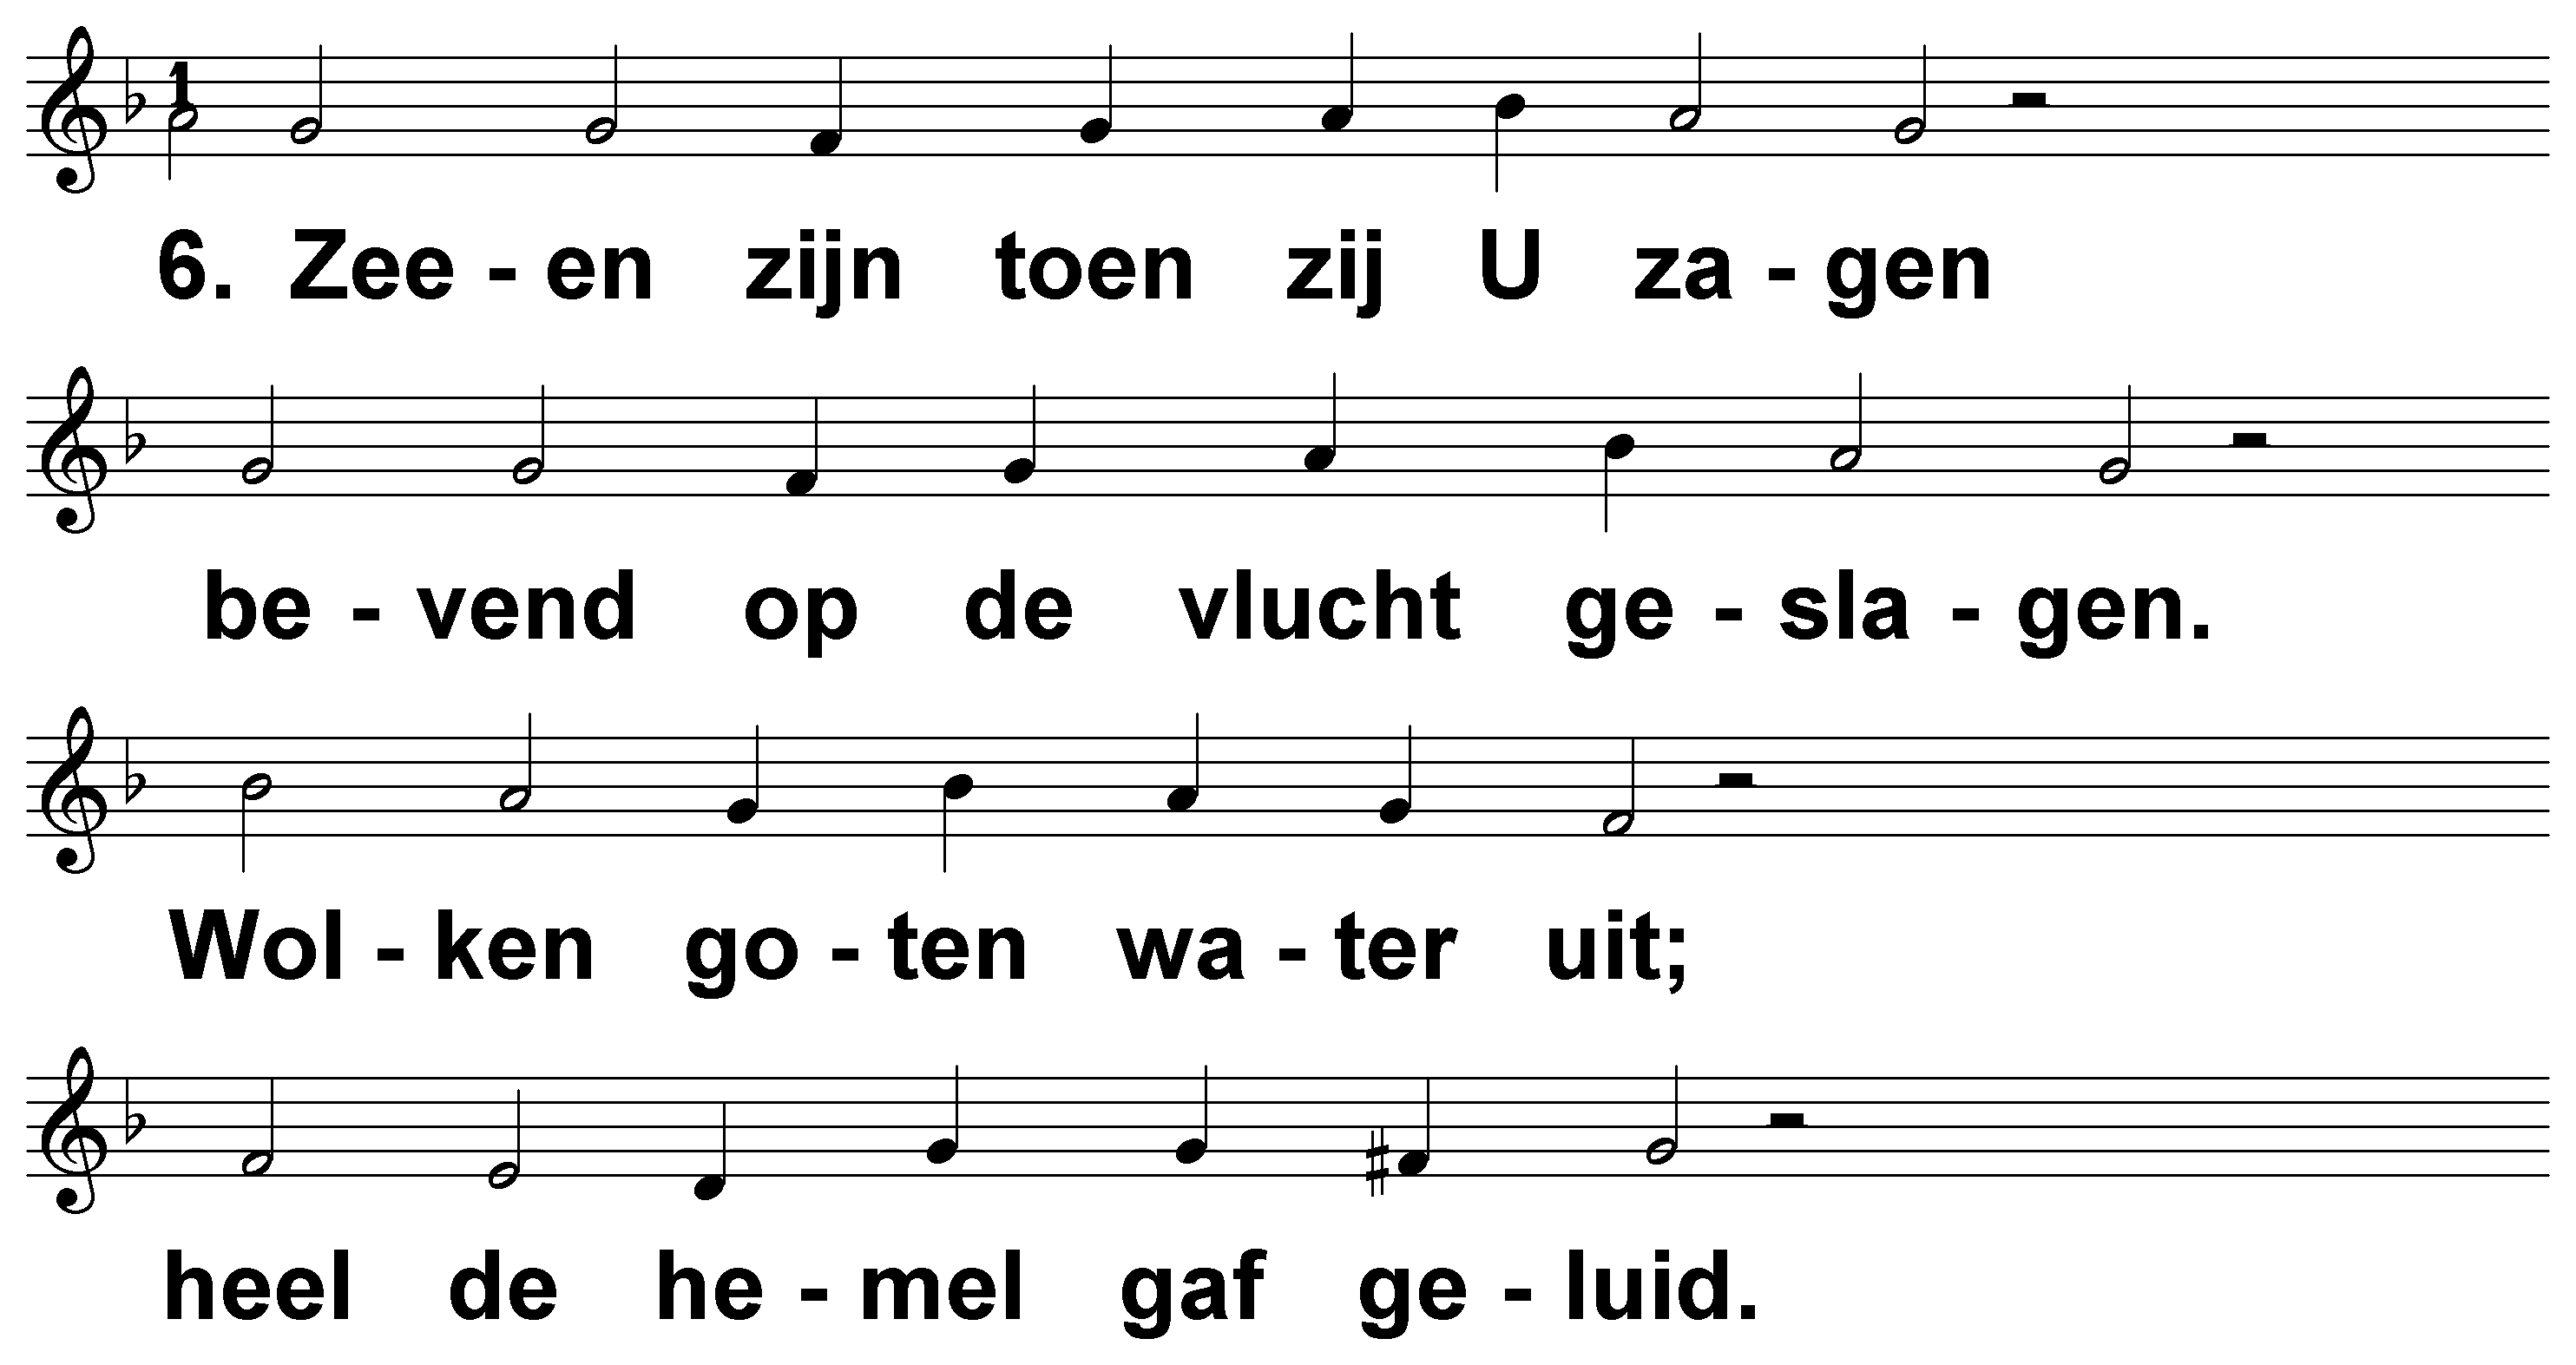 1
6. Zee - en zijn toen zij U za - gen
be - vend op de vlucht ge - sla - gen.
Wol - ken go - ten wa - ter uit;
heel de he - mel gaf ge - luid.